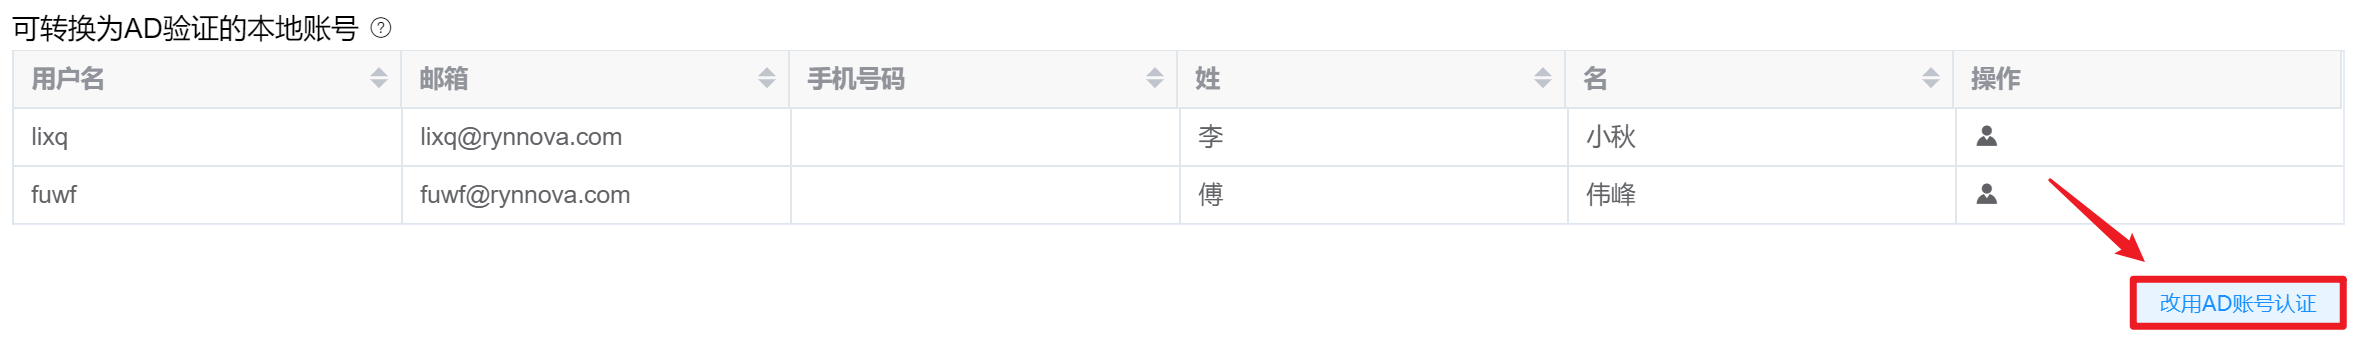 可转换为AD验证的本地账号 ?
用户名 邮箱 手机号码 姓 名 操作
lixq lixq@rynnova.com 李 小秋
fuwf fuwf@rynnova.com 傅 伟峰
改用AD账号认证